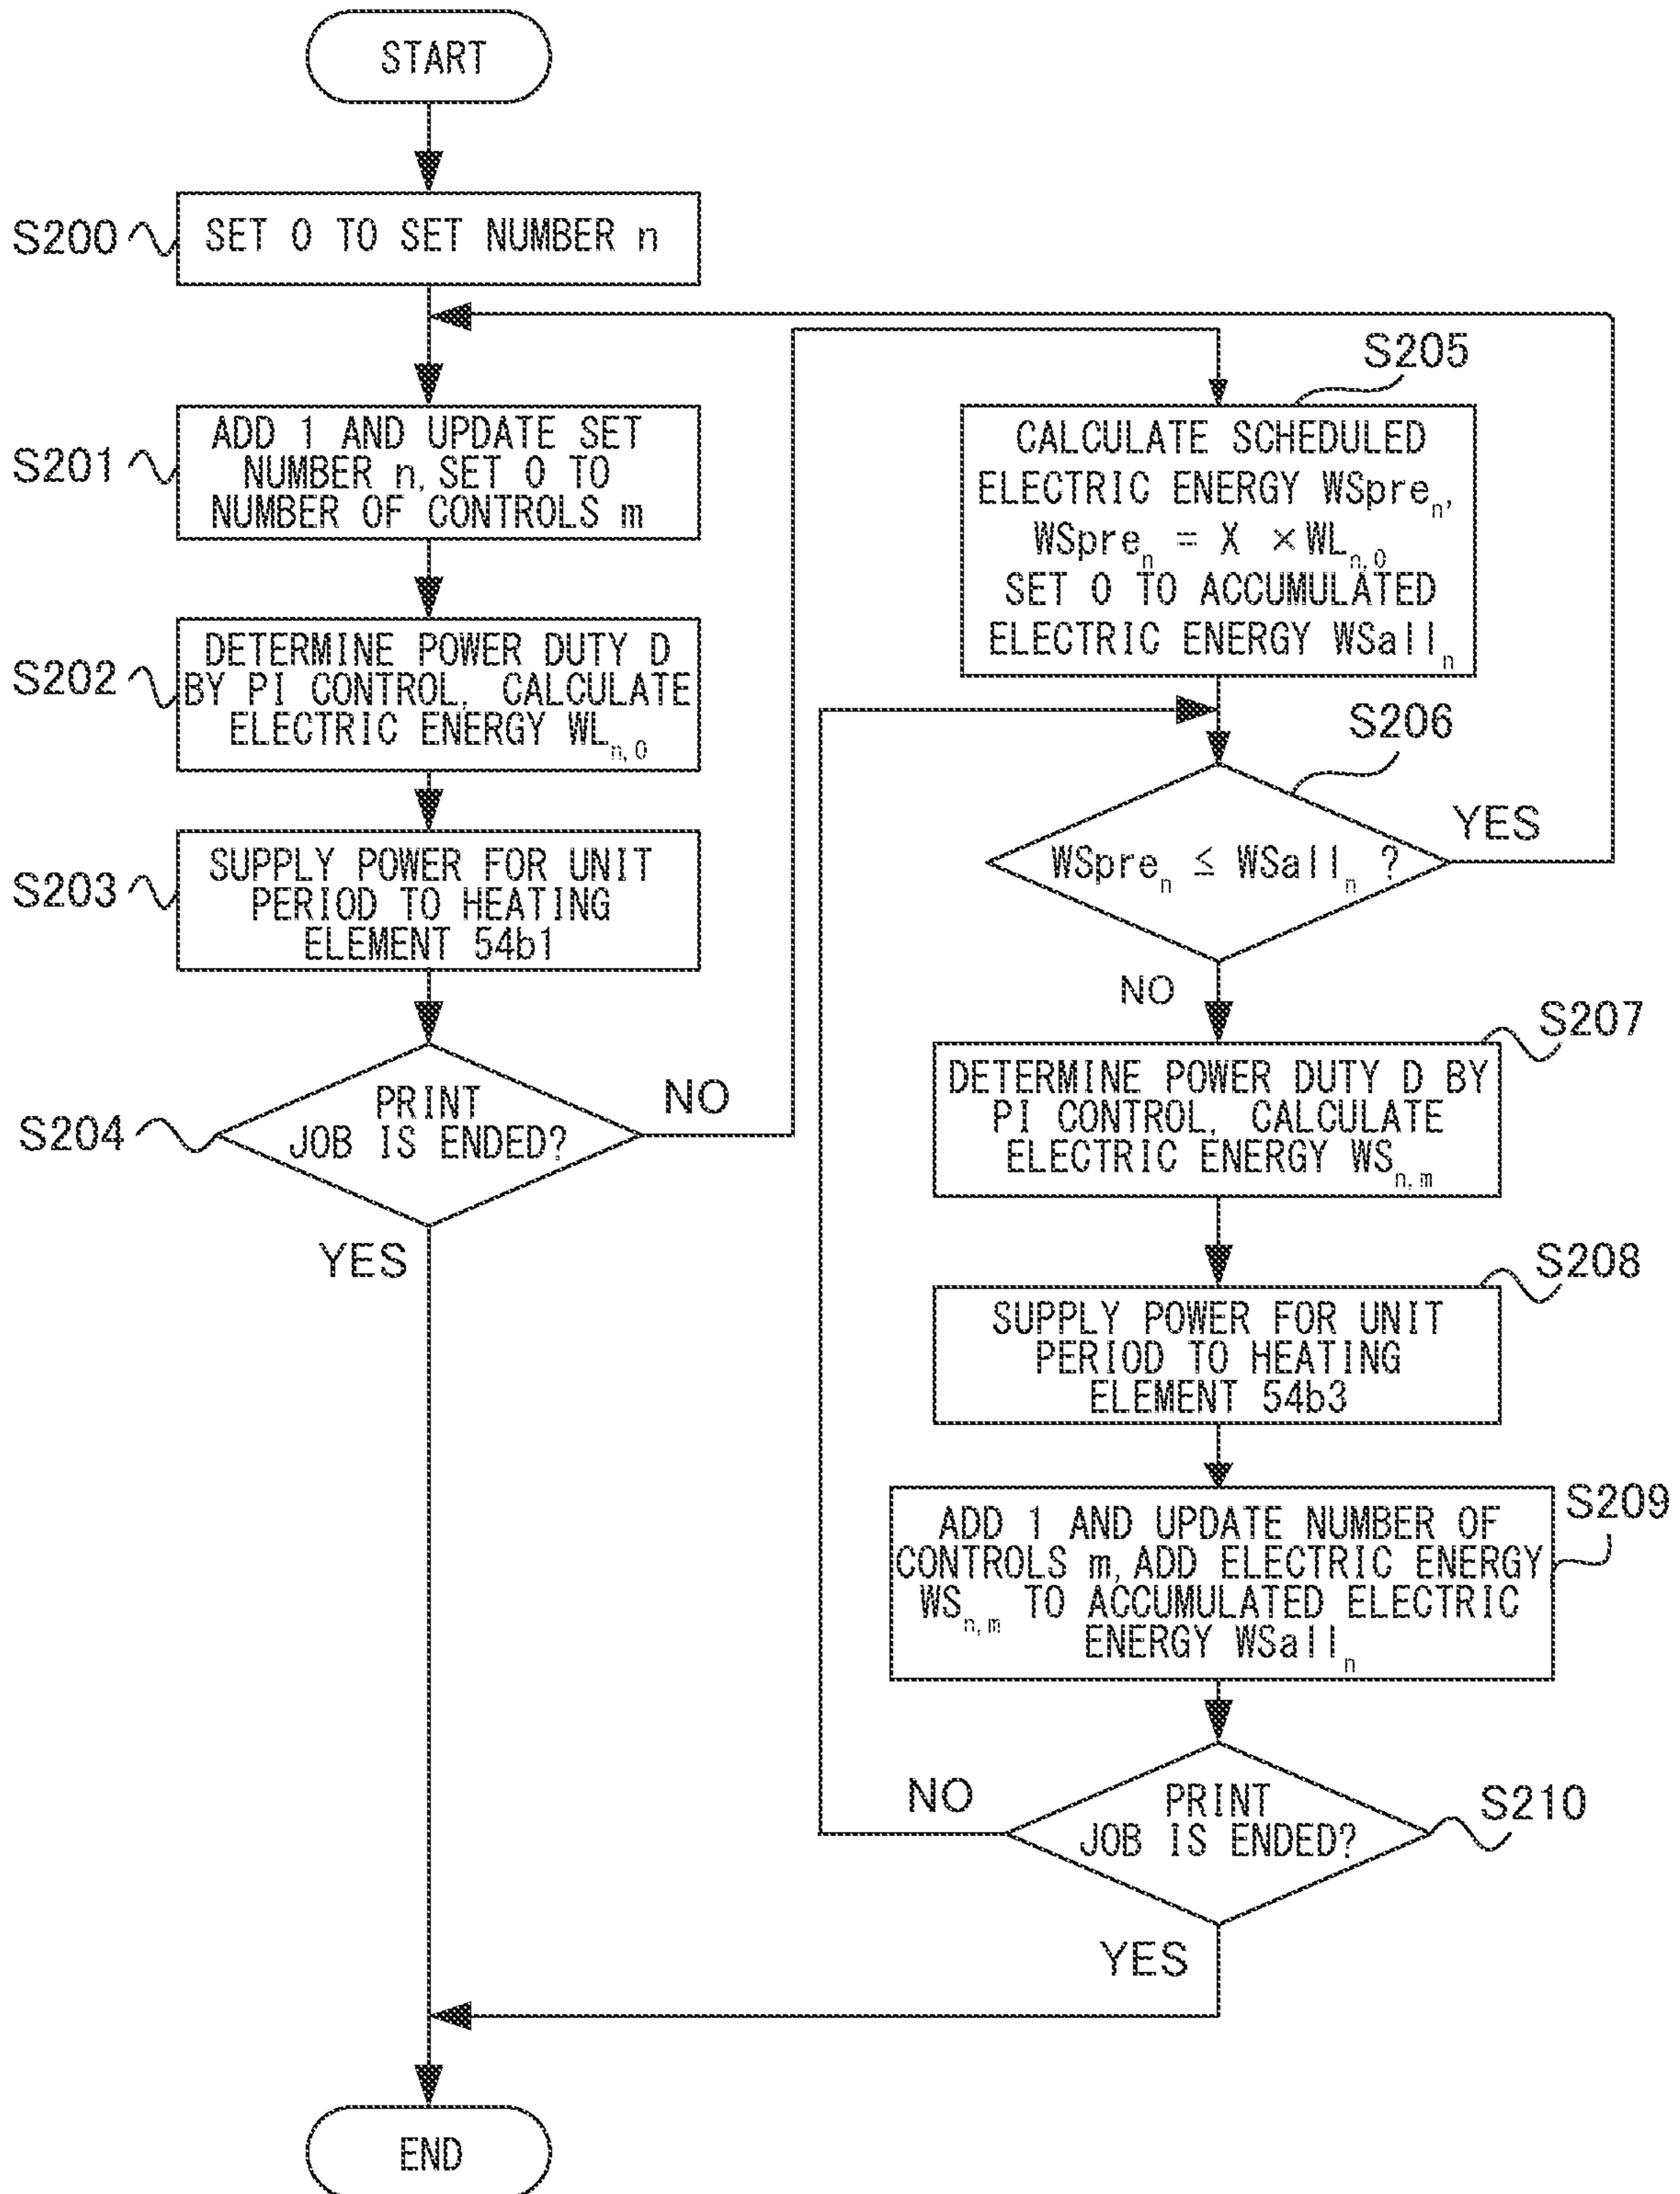 START
S200
SET 0 TO SET NUMBER n
S201
ADD 1 AND UPDATE SET
NUMBER n, SET 0 TO
NUMBER OF CONTROLS m
S202
DETERMINE POWER DUTY D
BY PI CONTROL, CALCULATE
ELECTRIC ENERGY WLn,0
S203
SUPPLY POWER FOR UNIT
PERIOD TO HEATING
ELEMENT 54b1
S204
PRINT
JOB IS ENDED?
NO
YES
S205
CALCULATE SCHEDULED
ELECTRIC ENERGY WSpren,
WSpren = X ×WLn,0
SET 0 TO ACCUMULATED
ELECTRIC ENERGY WSalln
S206
WSpren ≤ WSalln ?
YES
NO
S207
DETERMINE POWER DUTY D BY
PI CONTROL, CALCULATE
ELECTRIC ENERGY WSn,m
S208
SUPPLY POWER FOR UNIT
PERIOD TO HEATING
ELEMENT 54b3
S209
ADD 1 AND UPDATE NUMBER OF
CONTROLS m, ADD ELECTRIC ENERGY
WSn,m TO ACCUMULATED ELECTRIC
ENERGY WSalln
S210
PRINT
JOB IS ENDED?
NO
YES
END